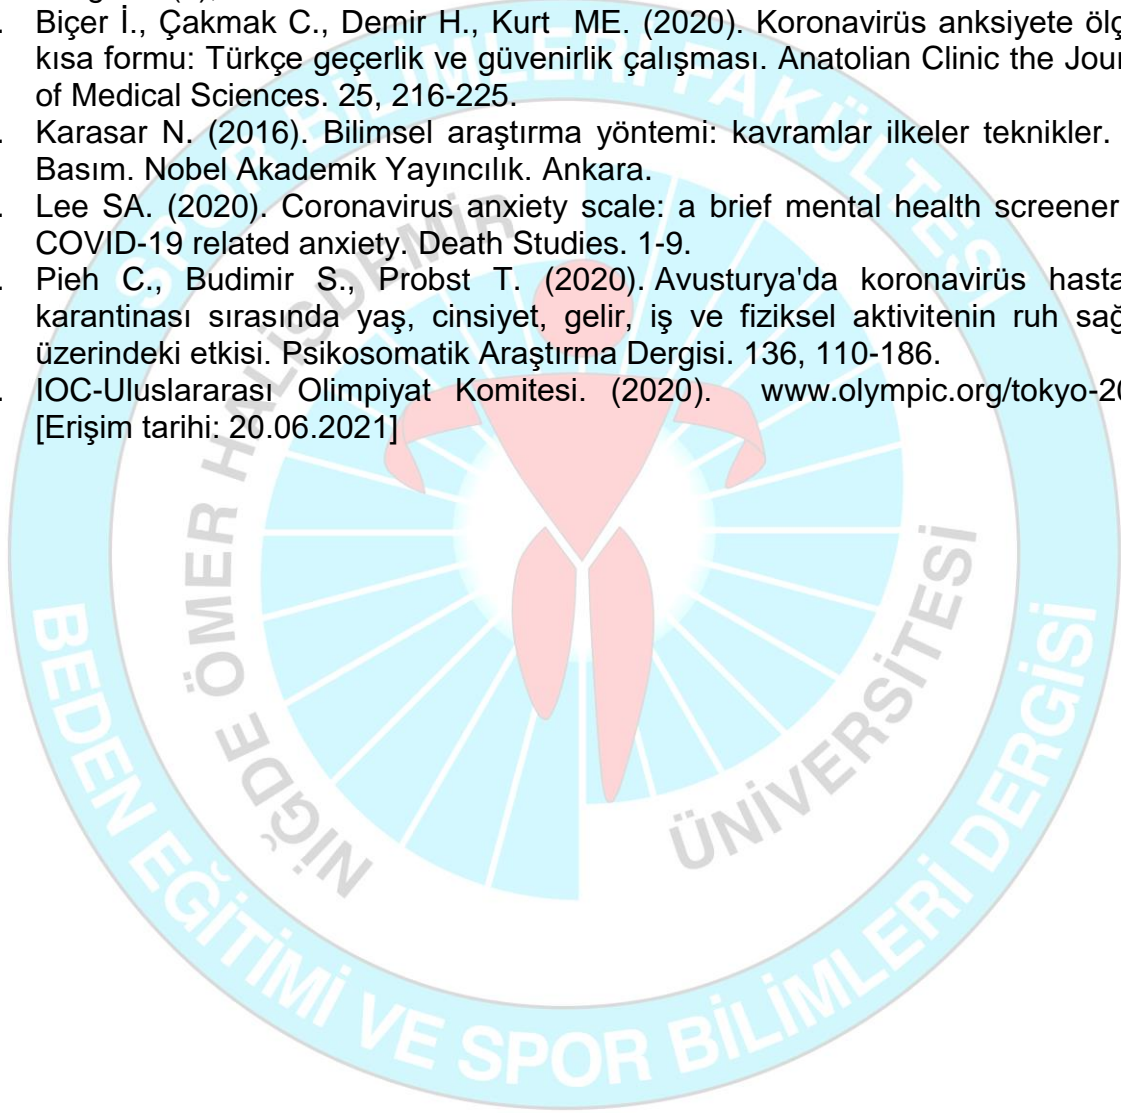 . Biçer İ., Çakmak C., Demir H., Kurt ME. (2020). Koronavirüs anksiyete ölç
kısa formu: Türkçe geçerlik ve güvenirlik çalışması. Anatolian Clinic the Jour
of Medical Sciences. 25, 216-225.
. Karasar N. (2016). Bilimsel araştırma yöntemi: kavramlar ilkeler teknikler.
Basım. Nobel Akademik Yayıncılık. Ankara.
. Lee SA. (2020). Coronavirus anxiety scale: a brief mental health screener
COVID-19 related anxiety. Death Studies. 1-9.
. Pieh C., Budimir S., Probst T. (2020). Avusturya'da koronavirüs hasta
karantinası sırasında yaş, cinsiyet, gelir, iş ve fiziksel aktivitenin ruh sağ
üzerindeki etkisi. Psikosomatik Araştırma Dergisi. 136, 110-186.
. IOC-Uluslararası Olimpiyat Komitesi. (2020). www.olympic.org/tokyo-20
[Erişim tarihi: 20.06.2021]
SPOR BİLİMLERİ FAKÜLTESİ
NİĞDE ÖMER HALİSDEMİR
ÜNİVERSİTESİ
BEDEN EĞİTİMİ VE SPOR BİLİMLERİ DERGİSİ